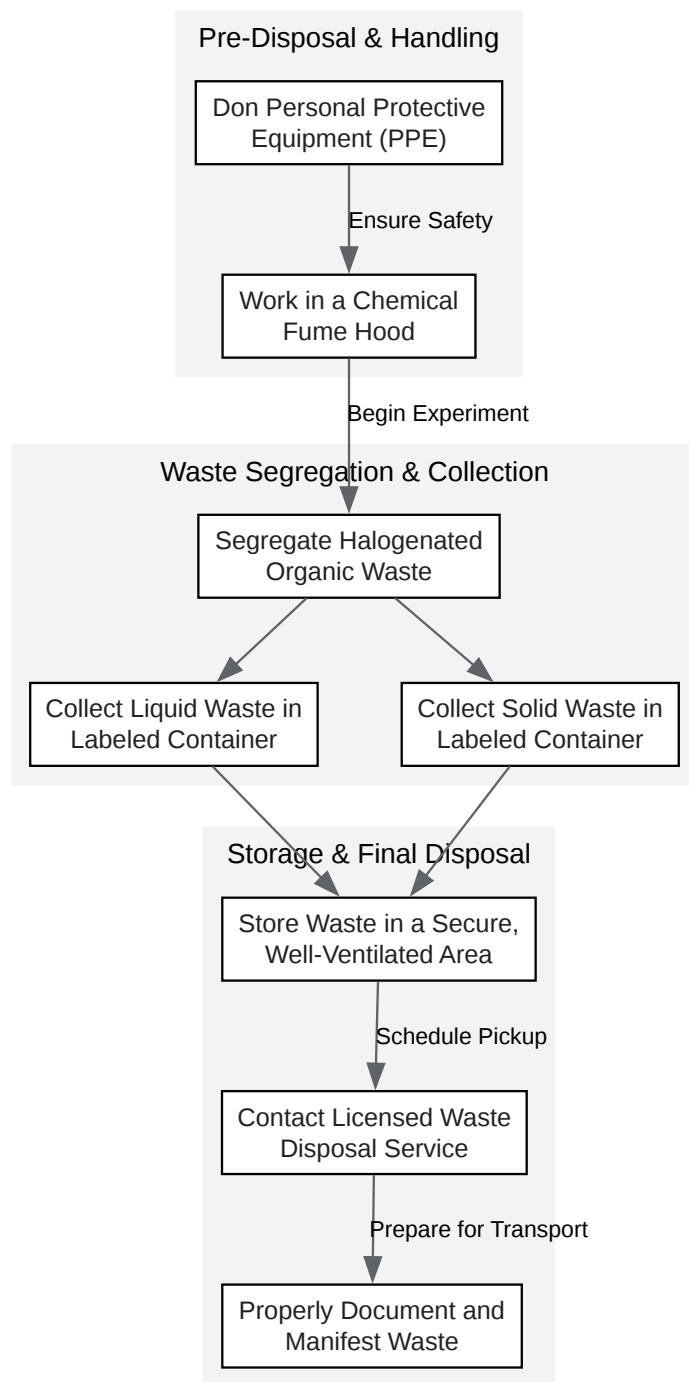 Pre-Disposal & Handling
Don Personal Protective
Equipment (PPE)
Ensure Safety
Work in a Chemical
Fume Hood
Begin Experiment
Waste Segregation & Collection
Segregate Halogenated
Organic Waste
Collect Liquid Waste in
Labeled Container
Collect Solid Waste in
Labeled Container
Storage & Final Disposal
Store Waste in a Secure,
Well-Ventilated Area
Schedule Pickup
Contact Licensed Waste
Disposal Service
Prepare for Transport
Properly Document and
Manifest Waste